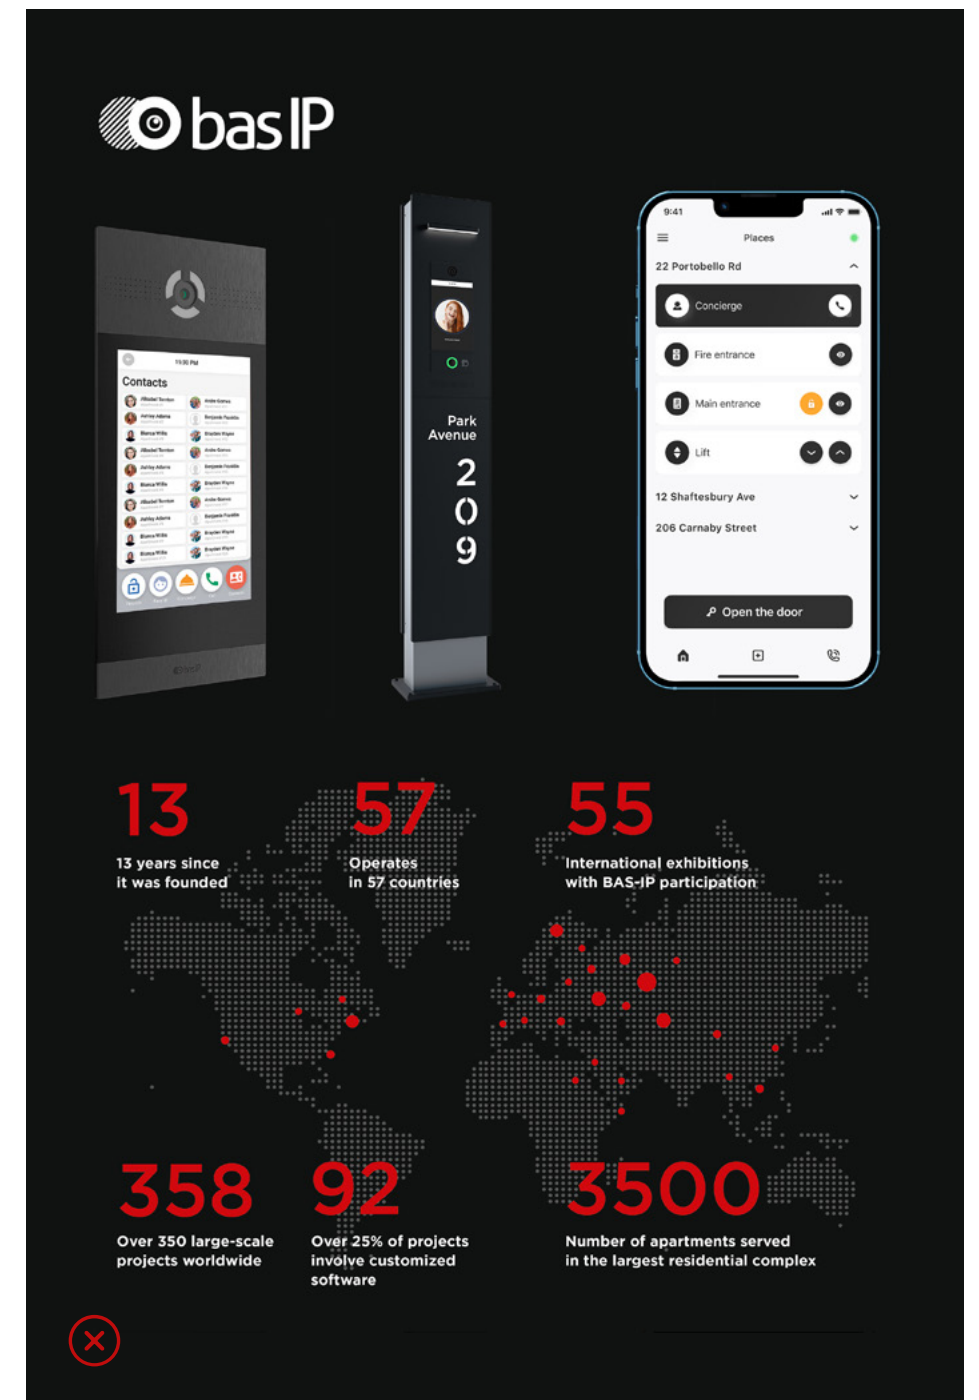 bas IP
19:00 PM
Contacts
Park
Avenue
2
0
9
9:41
Places
22 Portobello Rd
Concierge
Fire entrance
Main entrance
Lift
12 Shaftesbury Ave
206 Carnaby Street
Open the door
13
13 years since
it was founded
57
Operates
in 57 countries
55
International exhibitions
with BAS-IP participation
358
Over 350 large-scale
projects worldwide
92
Over 25% of projects
involve customized
software
3500
Number of apartments served
in the largest residential complex